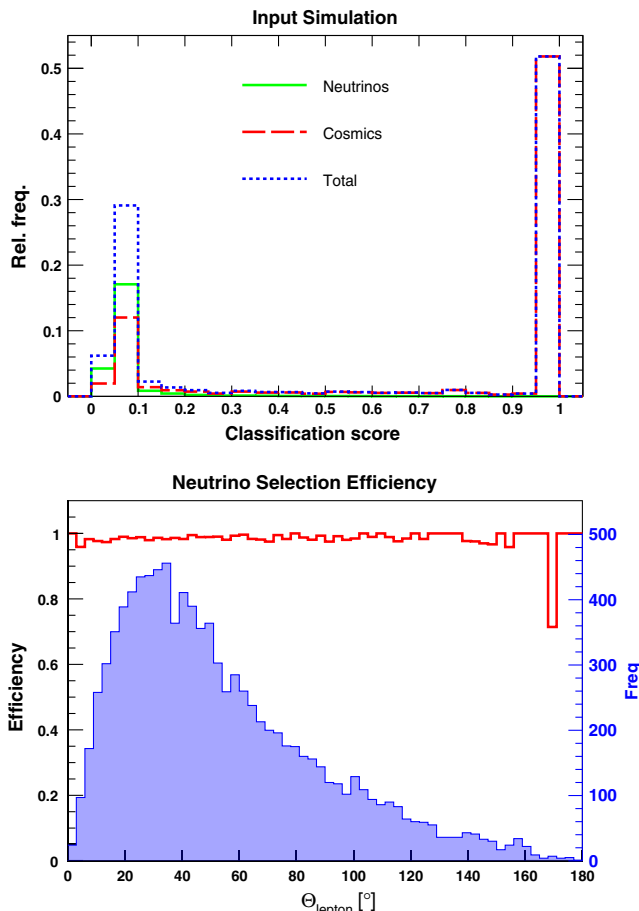 Input Simulation
Rel. freq.
0.5
0.4
0.3
0.2
0.1
0
Neutrinos
Cosmics
Total
0 0.1 0.2 0.3 0.4 0.5 0.6 0.7 0.8 0.9 1
Classification score
Neutrino Selection Efficiency
Efficiency
1
0.8
0.6
0.4
0.2
0
500
400
300
200
100
0
Freq
0 20 40 60 80 100 120 140 160 180
Θlepton [°]